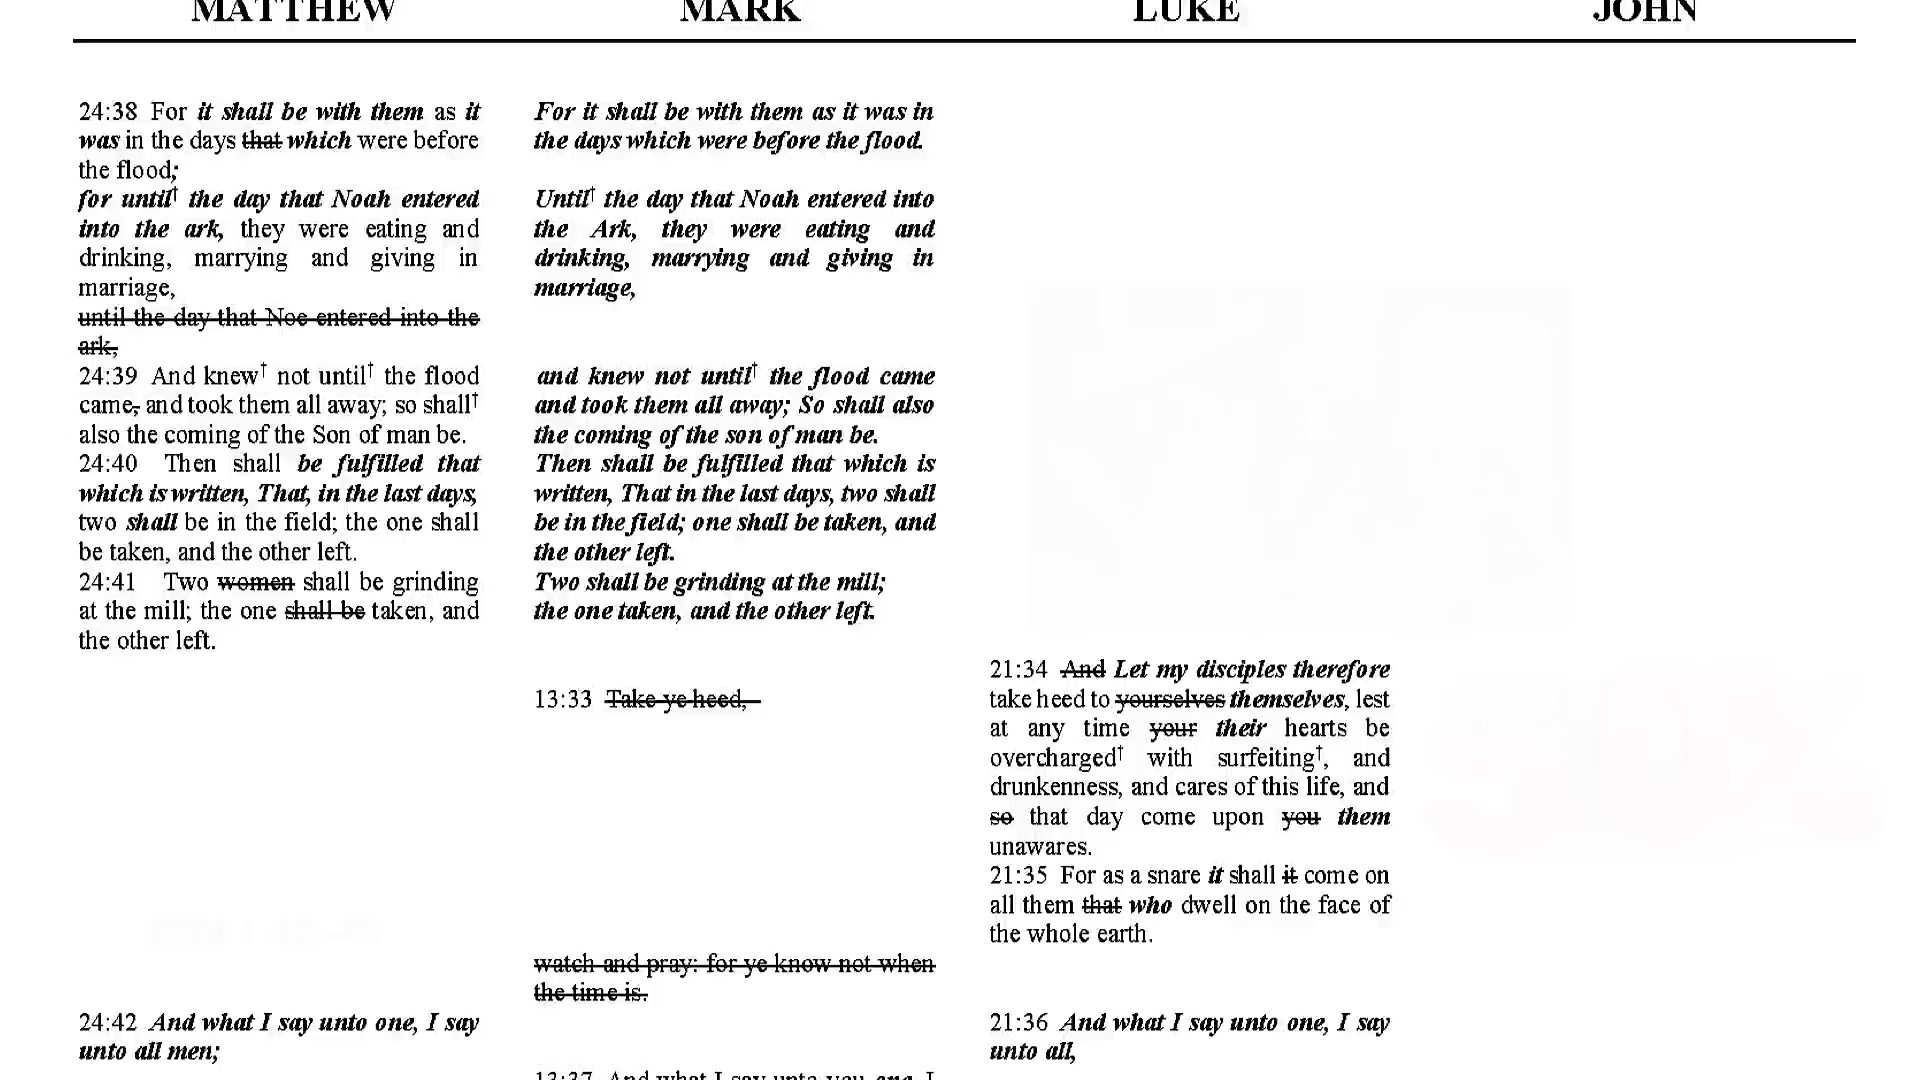 MATTHEW MARK LUKE JOHN
24:38 For it shall be with them as it
was in the days that which were before
the flood;
for until† the day that Noah entered
into the ark, they were eating and
drinking, marrying and giving in
marriage,
until the day that Noe entered into the
ark,
24:39 And knew† not until† the flood
came, and took them all away; so shall†
also the coming of the Son of man be.
24:40 Then shall be fulfilled that
which is written, That, in the last days,
two shall be in the field; the one shall
be taken, and the other left.
24:41 Two women shall be grinding
at the mill; the one shall be taken, and
the other left.
24:42 And what I say unto one, I say
unto all men;
For it shall be with them as it was in
the days which were before the flood.
Until† the day that Noah entered into
the Ark, they were eating and
drinking, marrying and giving in
marriage,
and knew not until† the flood came
and took them all away; So shall also
the coming of the son of man be.
Then shall be fulfilled that which is
written, That in the last days, two shall
be in the field; one shall be taken, and
the other left.
Two shall be grinding at the mill;
the one taken, and the other left.
13:33 Take ye heed,
watch and pray: for ye know not when
the time is.
13:37 And what I say unto you one, I
21:34 And Let my disciples therefore
take heed to yourselves themselves, lest
at any time your their hearts be
overcharged† with surfeiting†, and
drunkenness, and cares of this life, and
so that day come upon you them
unawares.
21:35 For as a snare it shall it come on
all them that who dwell on the face of
the whole earth.
21:36 And what I say unto one, I say
unto all,